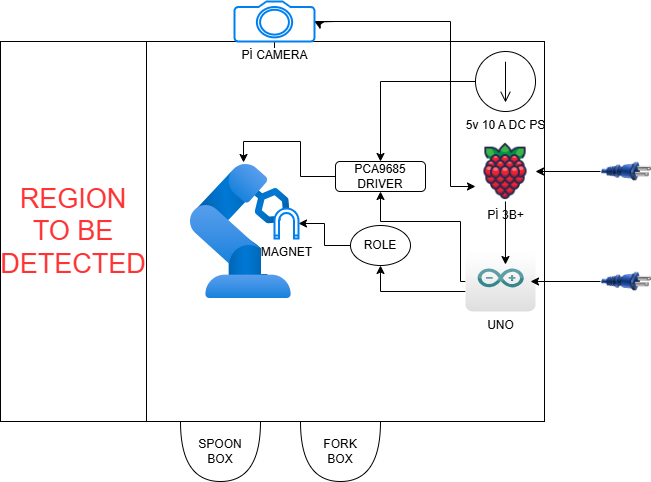 Pİ CAMERA
5v 10 A DC PS
PCA9685
DRIVER
REGION
TO BE
DETECTED
Pİ 3B+
MAGNET
ROLE
UNO
SPOON
BOX
FORK
BOX